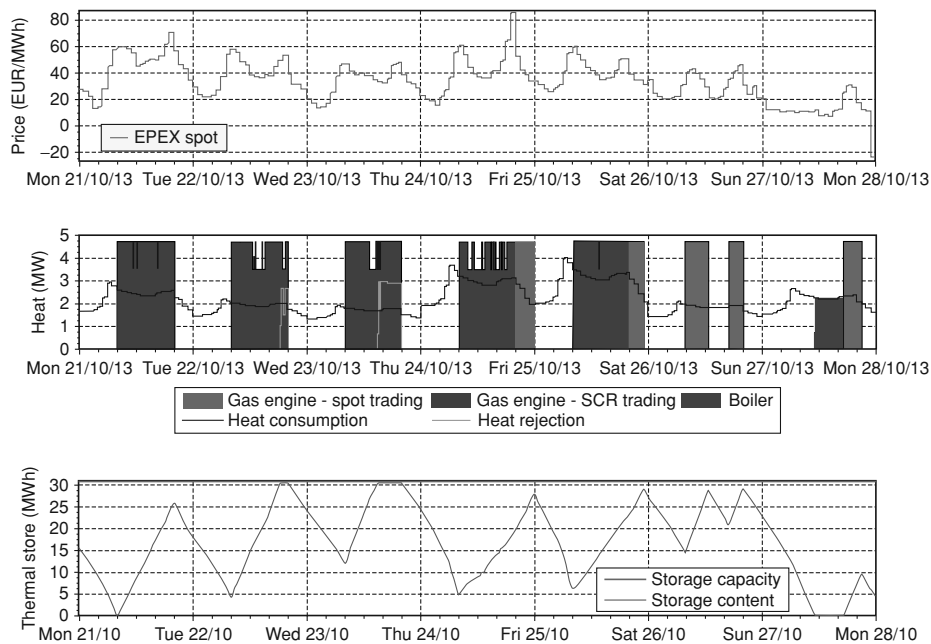 Price (EUR/MWh)
80
60
40
20
0
−20
EPEX spot
Mon 21/10/13 Tue 22/10/13 Wed 23/10/13 Thu 24/10/13 Fri 25/10/13 Sat 26/10/13 Sun 27/10/13 Mon 28/10/13
Heat (MW)
5
4
3
2
1
0
Mon 21/10/13 Tue 22/10/13 Wed 23/10/13 Thu 24/10/13 Fri 25/10/13 Sat 26/10/13 Sun 27/10/13 Mon 28/10/13
Gas engine - spot trading Gas engine - SCR trading Boiler
Heat consumption Heat rejection
Thermal store (MWh)
30
25
20
15
10
5
0
Storage capacity
Storage content
Mon 21/10 Tue 22/10 Wed 23/10 Thu 24/10 Fri 25/10 Sat 26/10 Sun 27/10 Mon 28/10